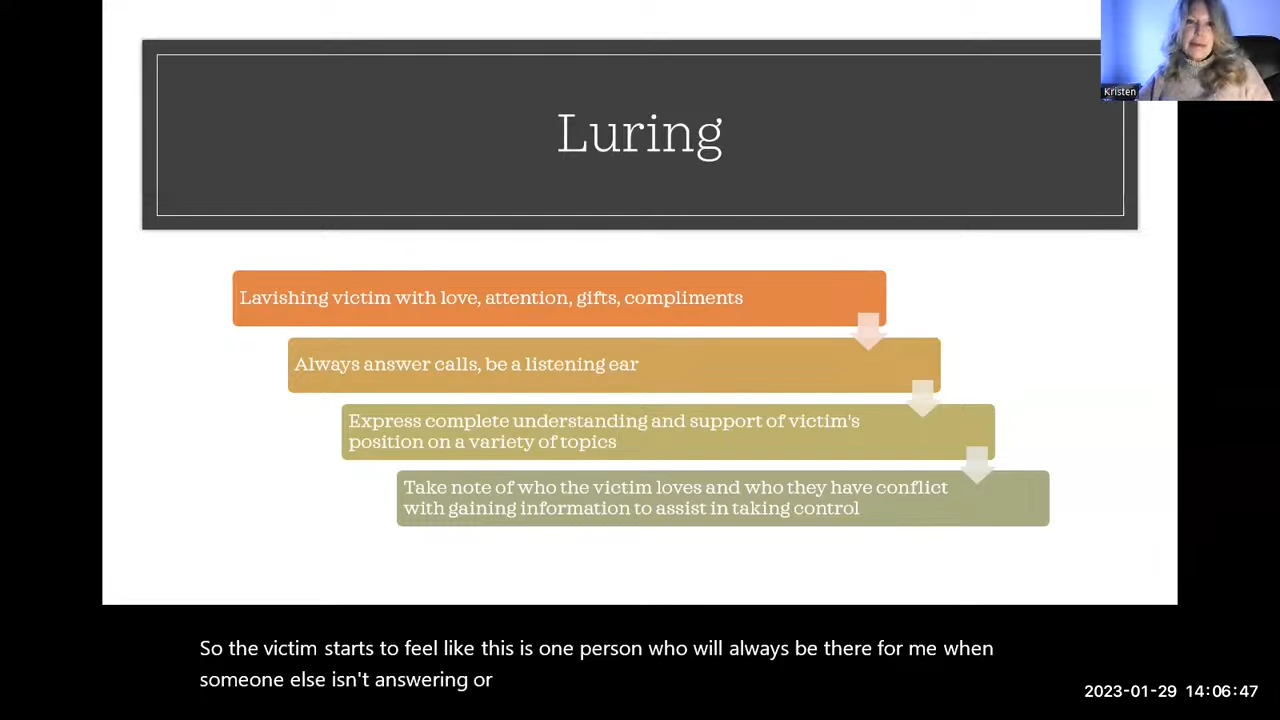 Kristen
Luring
Lavishing victim with love, attention, gifts, compliments
Always answer calls, be a listening ear
Express complete understanding and support of victim's
position on a variety of topics
Take note of who the victim loves and who they have conflict
with gaining information to assist in taking control
So the victim starts to feel like this is one person who will always be there for me when
someone else isn't answering or
2023-01-29 14:06:47